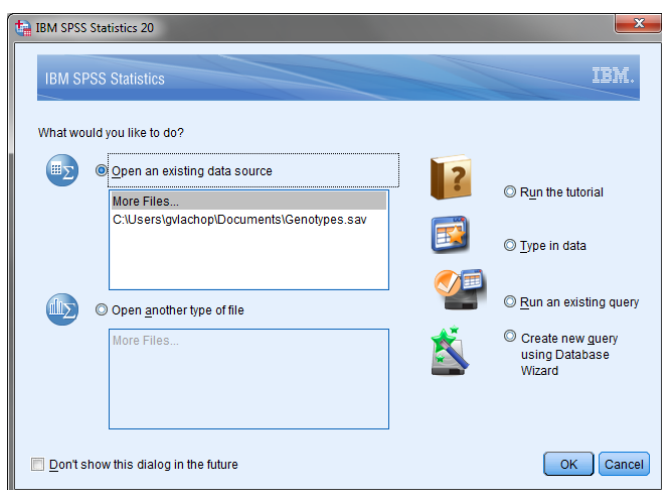 IBM SPSS Statistics 20
IBM SPSS Statistics
IBM.
What would you like to do?
Open an existing data source
More Files...
C:\Users\gvlachop\Documents\Genotypes.sav
Open another type of file
More Files...
Run the tutorial
Type in data
Run an existing query
Create new query
using Database
Wizard
Don't show this dialog in the future
OK
Cancel